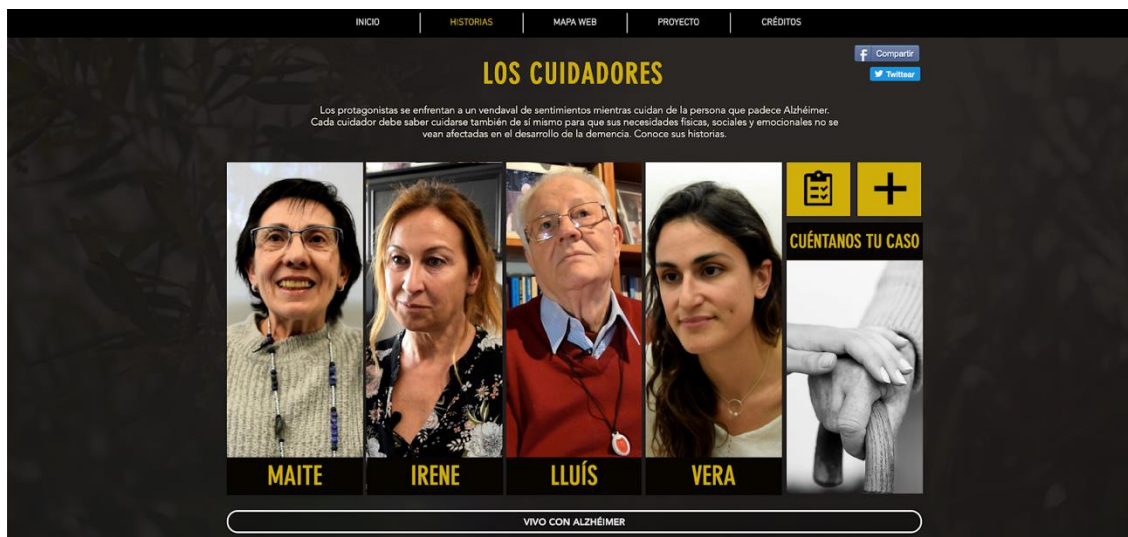 INICIO
HISTORIAS
MAPA WEB
PROYECTO
CRÉDITOS
Compartir
Twittear
LOS CUIDADORES
Los protagonistas se enfrentan a un vendaval de sentimientos mientras cuidan de la persona que padece Alzhéimer.
Cada cuidador debe saber cuidarse también de sí mismo para que sus necesidades físicas, sociales y emocionales no se
vean afectadas en el desarrollo de la demencia. Conoce sus historias.
MAITE
IRENE
LLUÍS
VERA
CUÉNTANOS TU CASO
VIVO CON ALZHÉIMER